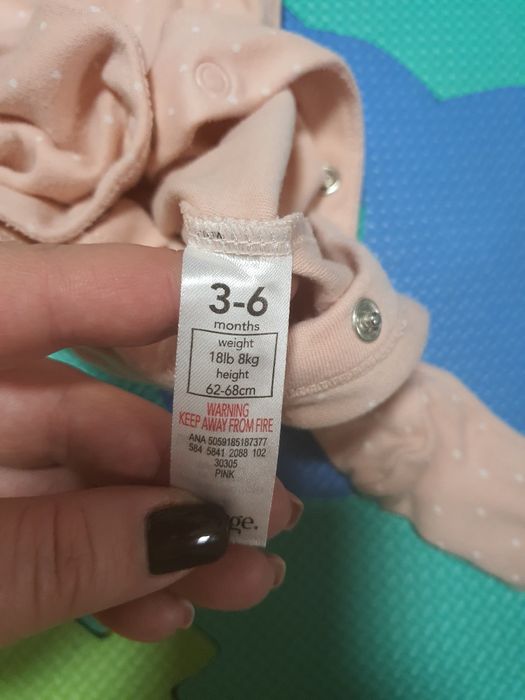 3-6
months
weight
18lb 8kg
height
62-68cm
WARNING
KEEP AWAY FROM FIRE
ANA 5059185187377
584 5841 2088 102
30305
PINK
ge.